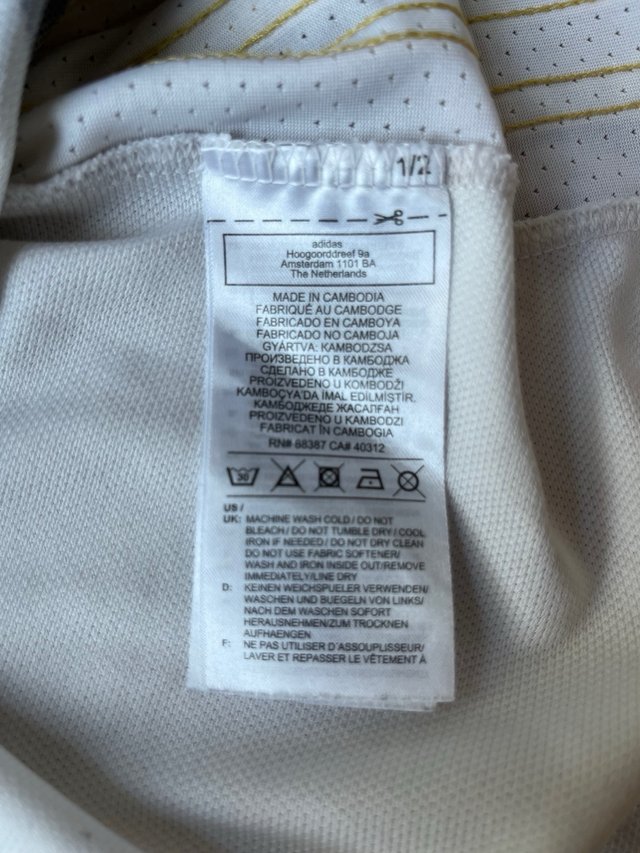 1/2
adidas
Hoogoorddreef 9a
Amsterdam 1101 BA
The Netherlands
MADE IN CAMBODIA
FABRIQUÉ AU CAMBODGE
FABRICADO EN CAMBOYA
FABRICADO NO CAMBOJA
GYÁRTVA: KAMBODZSA
ПРОИЗВЕДЕНО В КАМБОДЖА
СДЕЛАНО В КАМБОДЖЕ
PROIZVEDENO U KOMBODŽI
KAMBOÇYA'DA İMAL EDİLMİŞTİR.
КАМБОДЖЕДЕ ЖАСАЛҒАН
PROIZVEDENO U KAMBODZI
FABRICAT ÎN CAMBOGIA
RN# 88387 CA# 40312
30
US /
UK: MACHINE WASH COLD / DO NOT
BLEACH / DO NOT TUMBLE DRY / COOL
IRON IF NEEDED / DO NOT DRY CLEAN
DO NOT USE FABRIC SOFTENER/
WASH AND IRON INSIDE OUT/REMOVE
IMMEDIATELY/LINE DRY
D: KEINEN WEICHSPUELER VERWENDEN/
WASCHEN UND BUEGELN VON LINKS/
NACH DEM WASCHEN SOFORT
HERAUSNEHMEN/ZUM TROCKNEN
AUFHAENGEN
F: NE PAS UTILISER D'ASSOUPLISSEUR/
LAVER ET REPASSER LE VÊTEMENT À